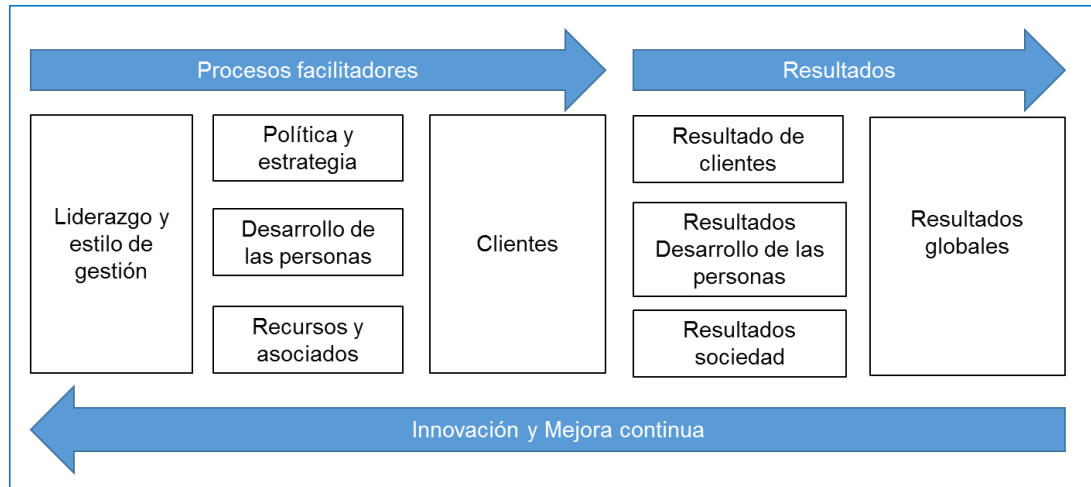 Procesos facilitadores
Resultados
Liderazgo y
estilo de
gestión
Política y
estrategia
Desarrollo de
las personas
Recursos y
asociados
Clientes
Resultado de
clientes
Resultados
Desarrollo de las
personas
Resultados
sociedad
Resultados
globales
Innovación y Mejora continua